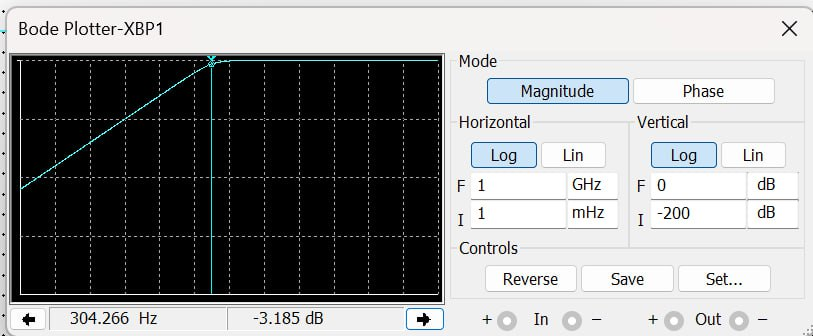 Bode Plotter-XBP1
Mode
Magnitude Phase
Horizontal Vertical
Log Lin Log Lin
F 1 GHz F 0 dB
I 1 mHz I -200 dB
Controls
Reverse Save Set...
304.266 Hz -3.185 dB + In − + Out −